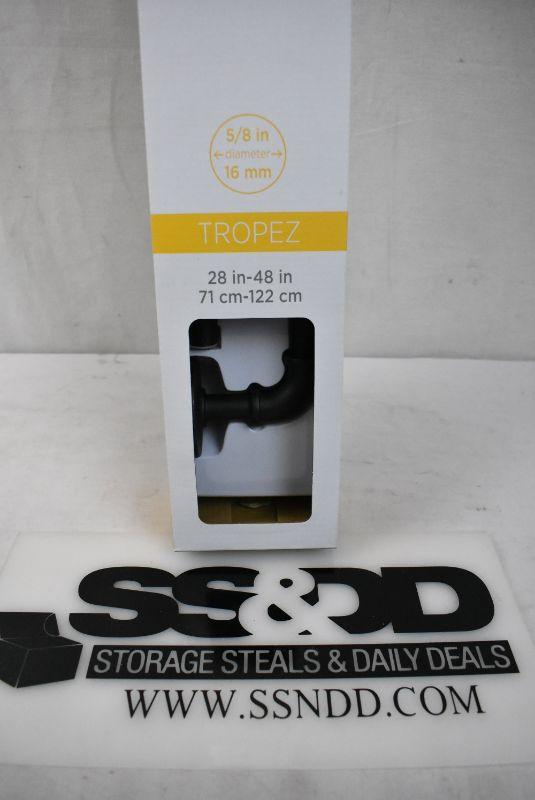 5/8 in
←diameter→
16 mm
TROPEZ
28 in-48 in
71 cm-122 cm
SS&DD
STORAGE STEALS & DAILY DEALS
WWW.SSNDD.COM